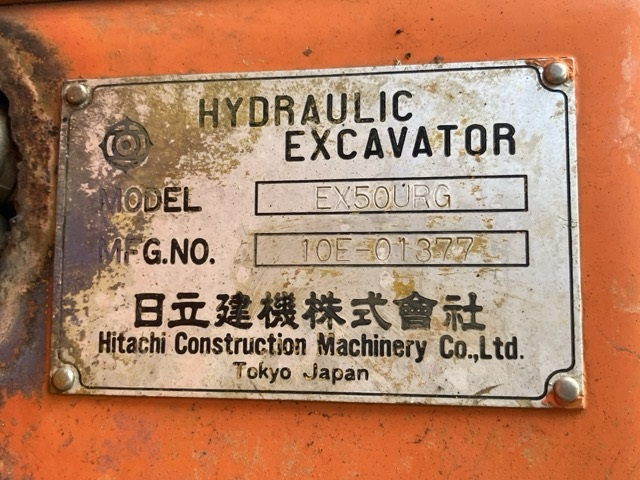 HYDRAULIC
EXCAVATOR
MODEL EX50URG
MFG.NO. 10E-01377
日立建機株式會社
Hitachi Construction Machinery Co.,Ltd.
Tokyo Japan